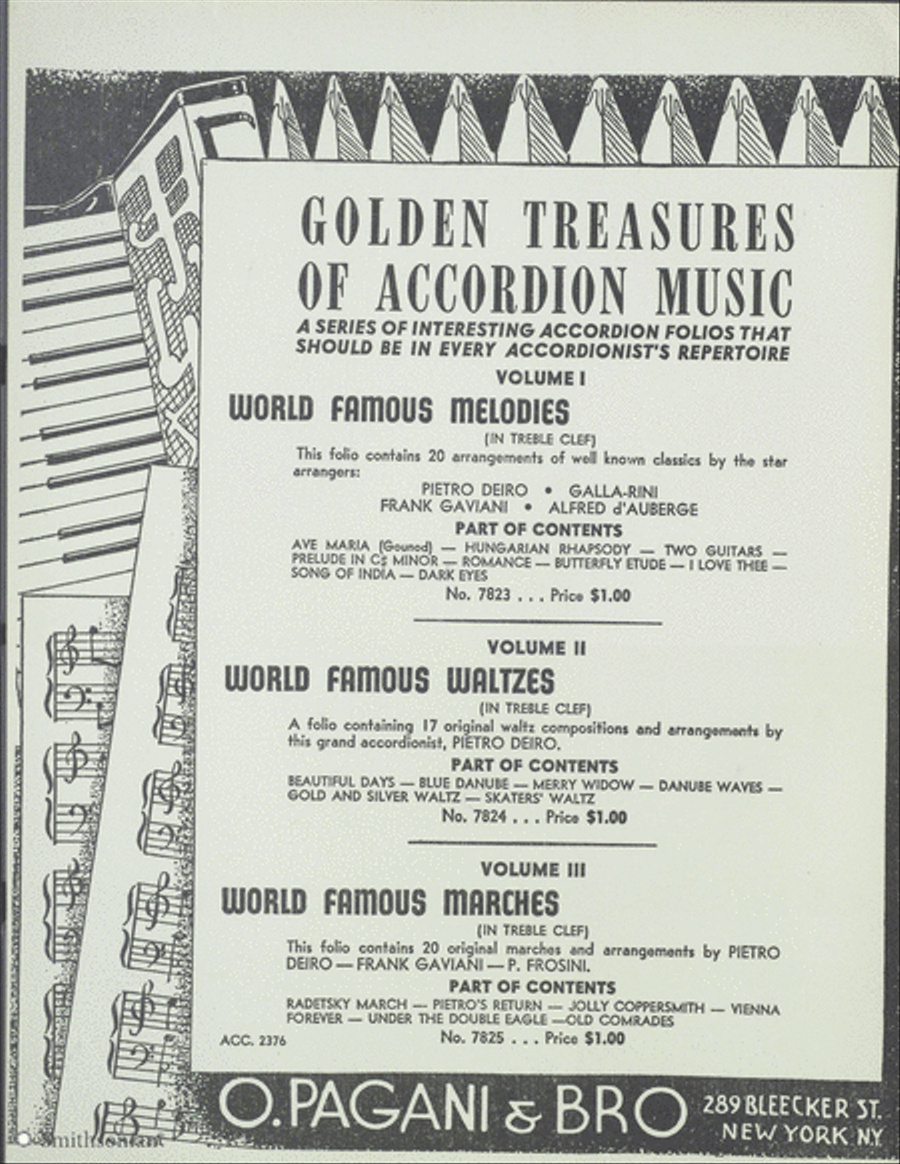 GOLDEN TREASURES
OF ACCORDION MUSIC
A SERIES OF INTERESTING ACCORDION FOLIOS THAT
SHOULD BE IN EVERY ACCORDIONIST'S REPERTOIRE
VOLUME I
WORLD FAMOUS MELODIES
(IN TREBLE CLEF)
This folio contains 20 arrangements of well known classics by the star
arrangers:
PIETRO DEIRO • GALLA-RINI
FRANK GAVIANI • ALFRED d'AUBERGE
PART OF CONTENTS
AVE MARIA (Gounod) — HUNGARIAN RHAPSODY — TWO GUITARS —
PRELUDE IN C♯ MINOR — ROMANCE — BUTTERFLY ETUDE — I LOVE THEE —
SONG OF INDIA — DARK EYES
No. 7823 . . . Price $1.00
VOLUME II
WORLD FAMOUS WALTZES
(IN TREBLE CLEF)
A folio containing 17 original waltz compositions and arrangements by
this grand accordionist, PIETRO DEIRO.
PART OF CONTENTS
BEAUTIFUL DAYS — BLUE DANUBE — MERRY WIDOW — DANUBE WAVES —
GOLD AND SILVER WALTZ — SKATERS' WALTZ
No. 7824 . . . Price $1.00
VOLUME III
WORLD FAMOUS MARCHES
(IN TREBLE CLEF)
This folio contains 20 original marches and arrangements by PIETRO
DEIRO — FRANK GAVIANI — P. FROSINI.
PART OF CONTENTS
RADETSKY MARCH — PIETRO'S RETURN — JOLLY COPPERSMITH — VIENNA
FOREVER — UNDER THE DOUBLE EAGLE —OLD COMRADES
ACC. 2376 No. 7825 . . . Price $1.00
O. PAGANI & BRO 289 BLEECKER ST.
NEW YORK N.Y.
Smithsonian